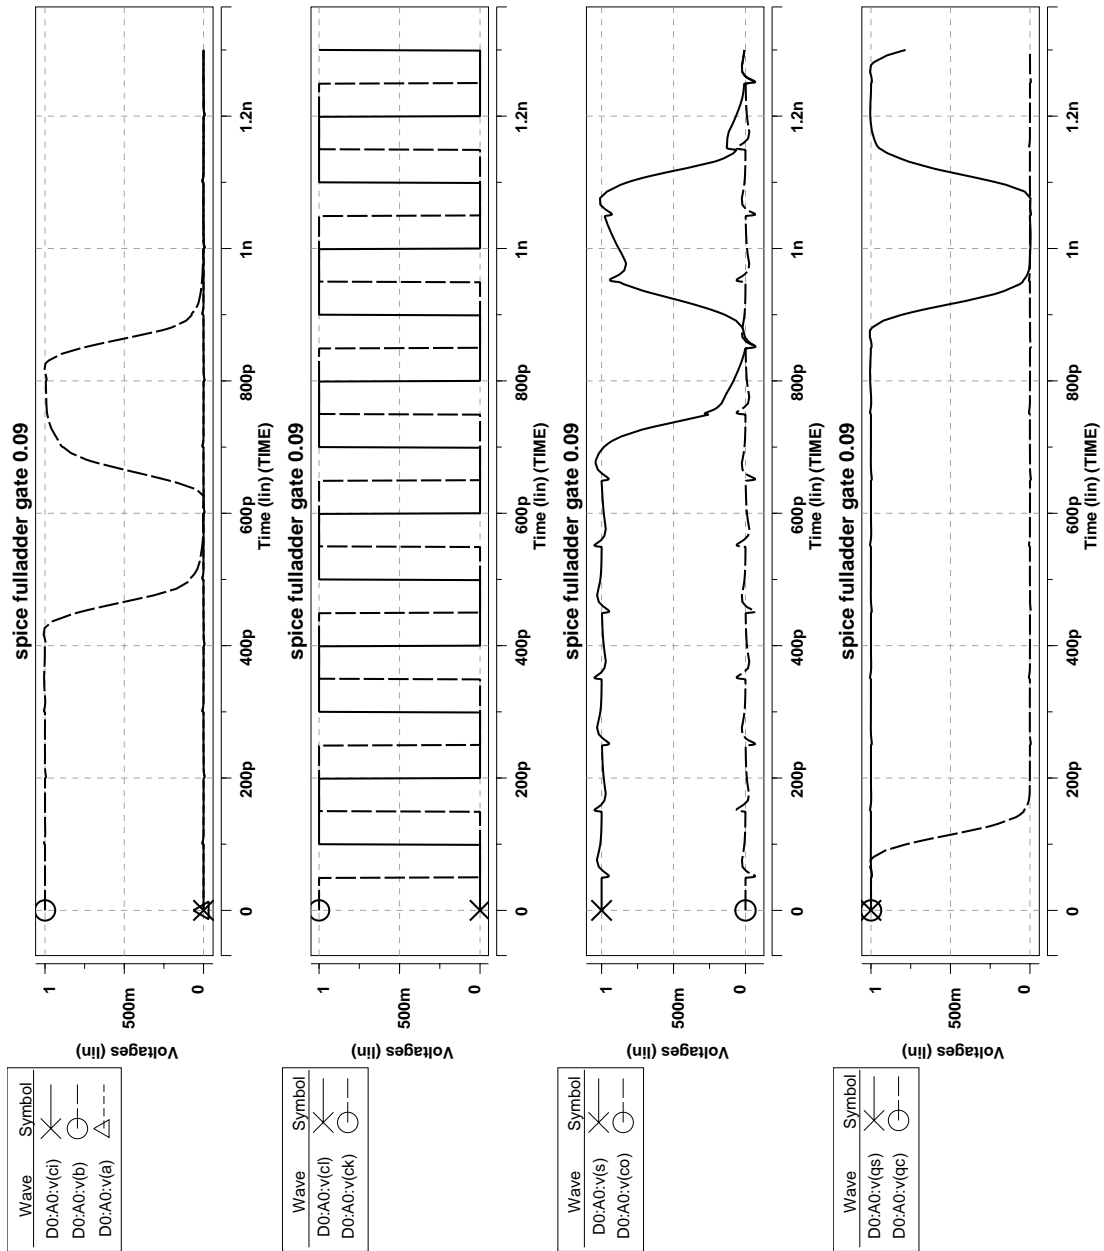 spice fulladder gate 0.09
Wave Symbol
D0:A0:v(ci)
D0:A0:v(b)
D0:A0:v(a)
Voltages (lin)
1
500m
0
0 200p 400p 600p 800p 1n 1.2n
Time (lin) (TIME)
spice fulladder gate 0.09
Wave Symbol
D0:A0:v(cl)
D0:A0:v(ck)
Voltages (lin)
1
500m
0
0 200p 400p 600p 800p 1n 1.2n
Time (lin) (TIME)
spice fulladder gate 0.09
Wave Symbol
D0:A0:v(s)
D0:A0:v(co)
Voltages (lin)
1
500m
0
0 200p 400p 600p 800p 1n 1.2n
Time (lin) (TIME)
spice fulladder gate 0.09
Wave Symbol
D0:A0:v(qs)
D0:A0:v(qc)
Voltages (lin)
1
500m
0
0 200p 400p 600p 800p 1n 1.2n
Time (lin) (TIME)